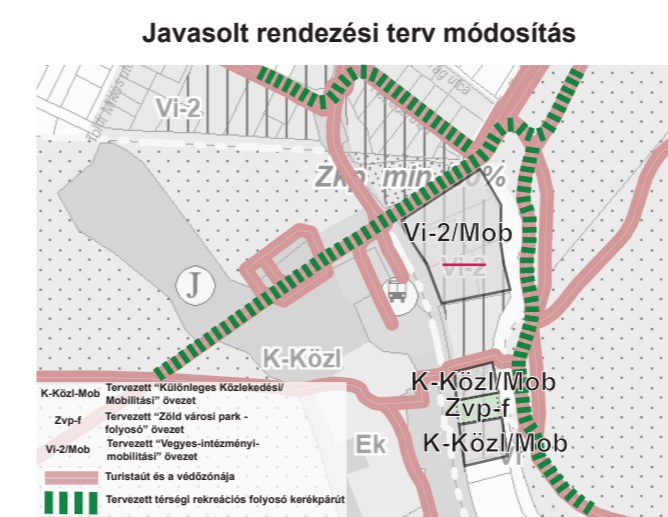 Javasolt rendezési terv módosítás
Vi-2
utca
Zkp min
0%
Vi-2/Mob
Vi-2
J
K-Közl
K-Közl/Mob
Zvp-f
Ek
K-Közl/Mob
K-Közl-Mob Tervezett "Különleges Közlekedési/
Mobilitási" övezet
Zvp-f Tervezett "Zöld városi park -
folyosó" övezet
Vi-2/Mob Tervezett "Vegyes-intézményi-
mobilitási" övezet
Turistaút és a védőzónája
Tervezett térségi rekreációs folyosó kerékpárút